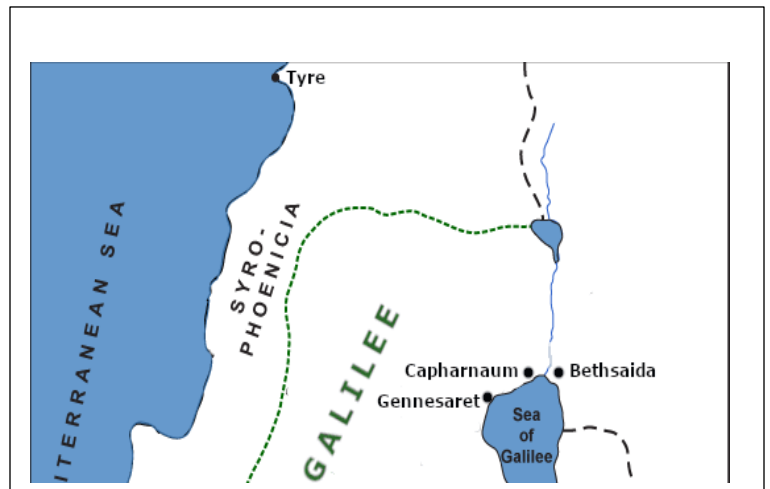 Tyre
SYRO-
PHOENICIA
ITERRANEAN SEA
GALILEE
Capharnaum
Bethsaida
Gennesaret
Sea
of
Galilee